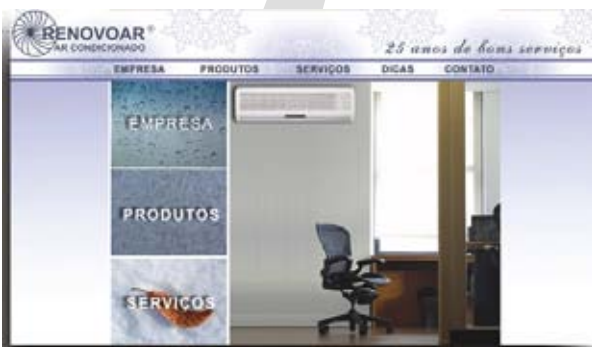 RENOVOAR®
AR CONDICIONADO
25 anos de bons serviços
EMPRESA PRODUTOS SERVIÇOS DICAS CONTATO
EMPRESA
PRODUTOS
SERVIÇOS